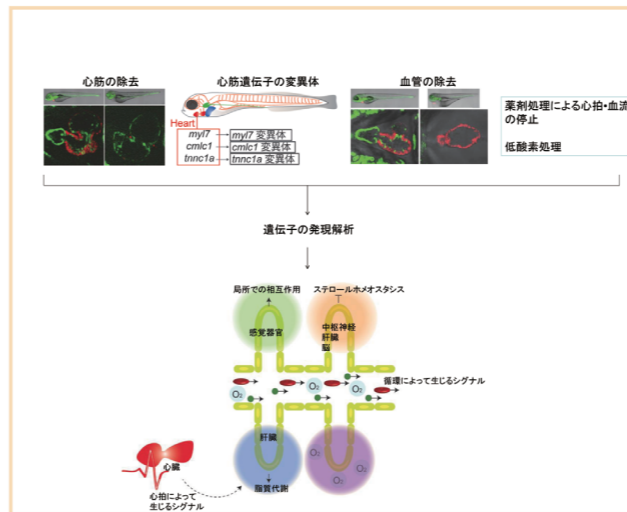 心筋の除去
心筋遺伝子の変異体
血管の除去
Heart
myl7
myl7 変異体
cmlc1
cmlc1 変異体
tnnc1a
tnnc1a 変異体
薬剤処理による心拍・血流
の停止
低酸素処理
遺伝子の発現解析
局所での相互作用
ステロールホメオスタシス
感覚器官
中枢神経
肝臓
脳
循環によって生じるシグナル
O₂
O₂
O₂
肝臓
心臓
心拍によって
生じるシグナル
脂質代謝
O₂
O₂
O₂